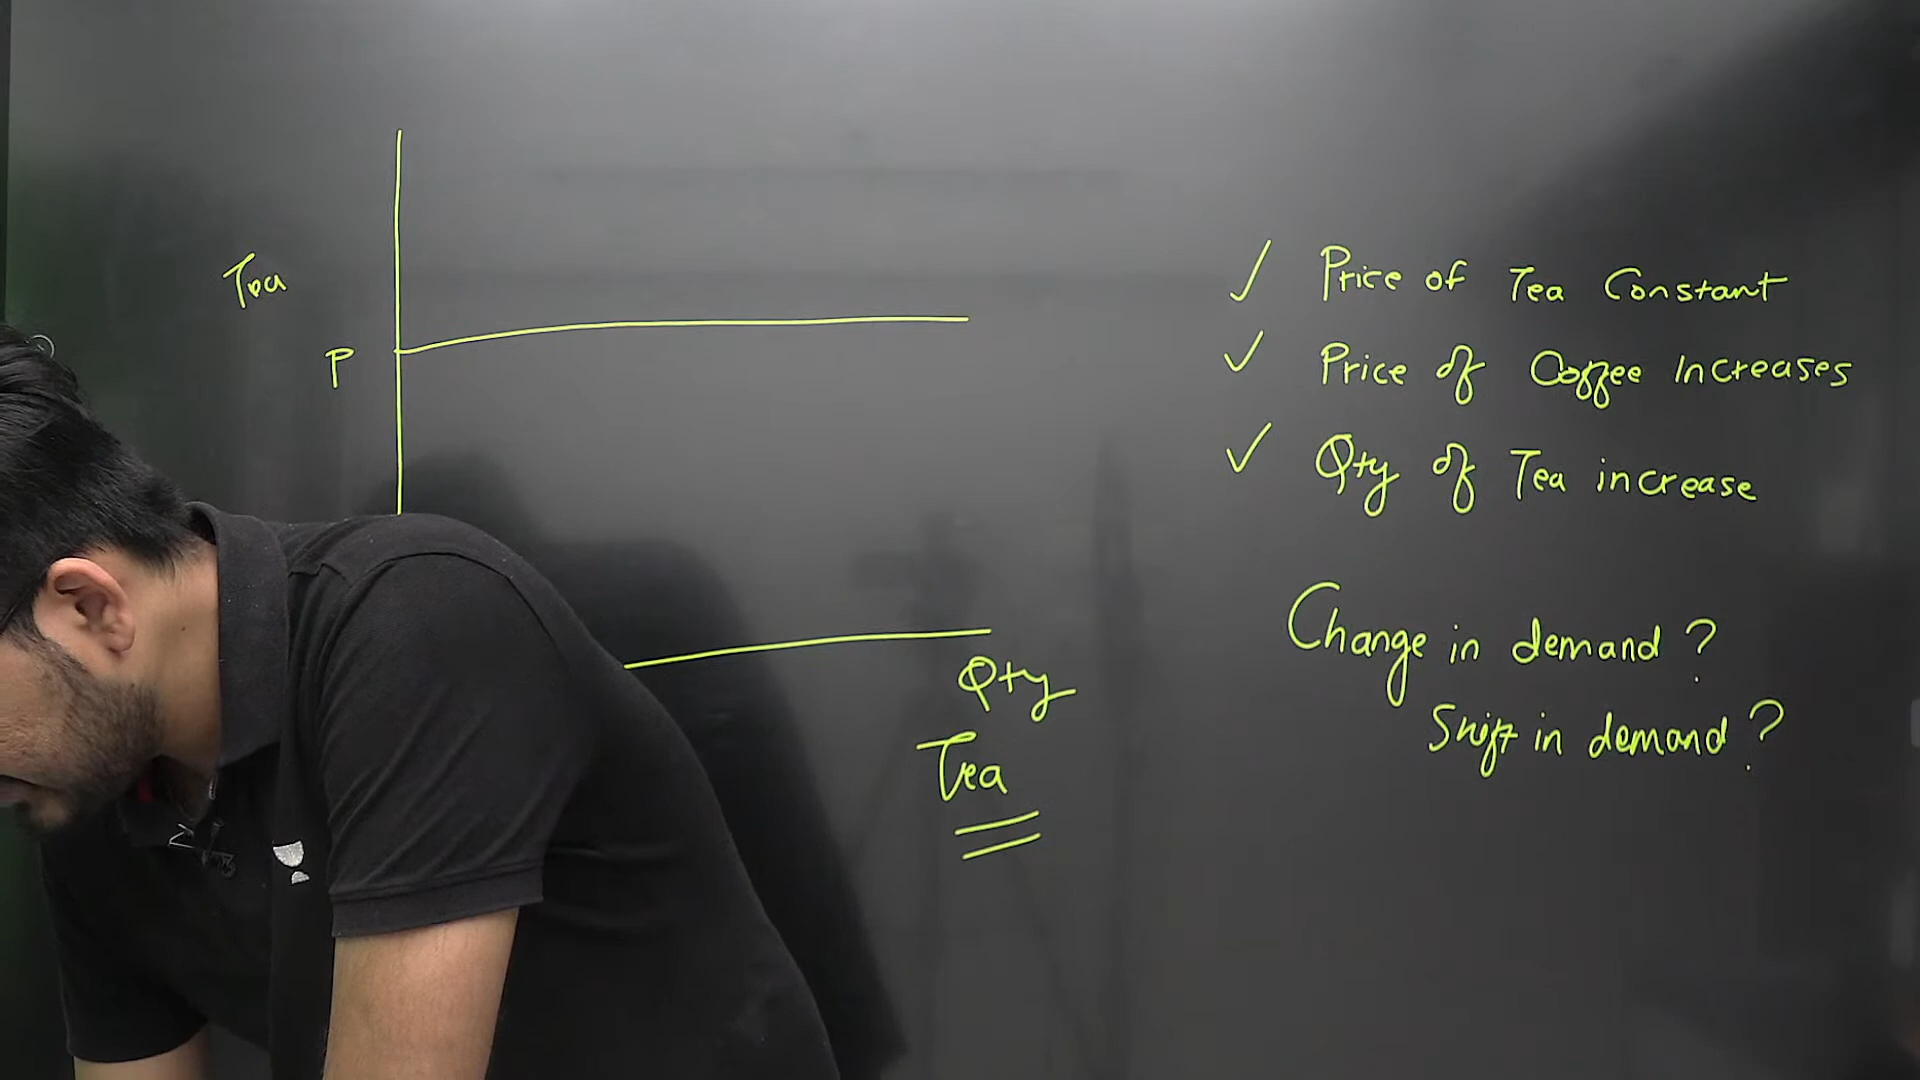 Tea
P
Qty
Tea
Price of Tea Constant
Price of Coffee Increases
Qty of Tea increase
Change in demand ?
Shift in demand ?